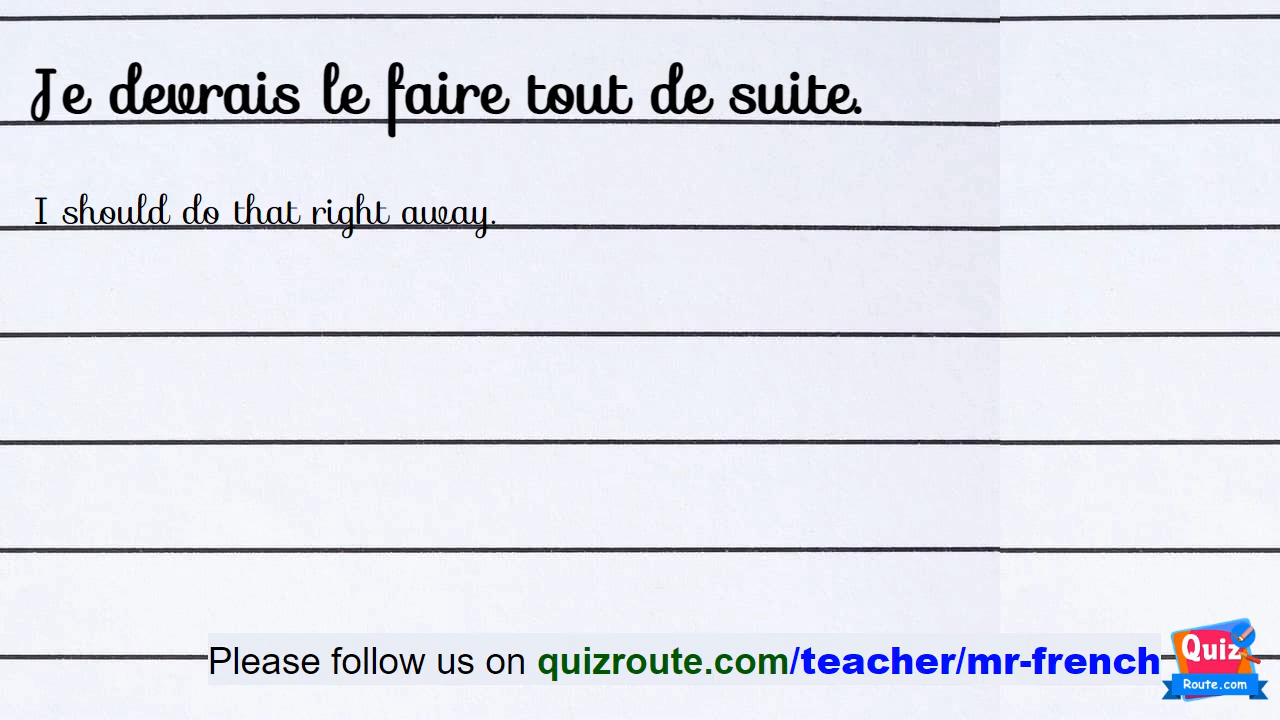 Je devrais le faire tout de suite.
I should do that right away.
Please follow us on quizroute.com/teacher/mr-french
Quiz
Route.com